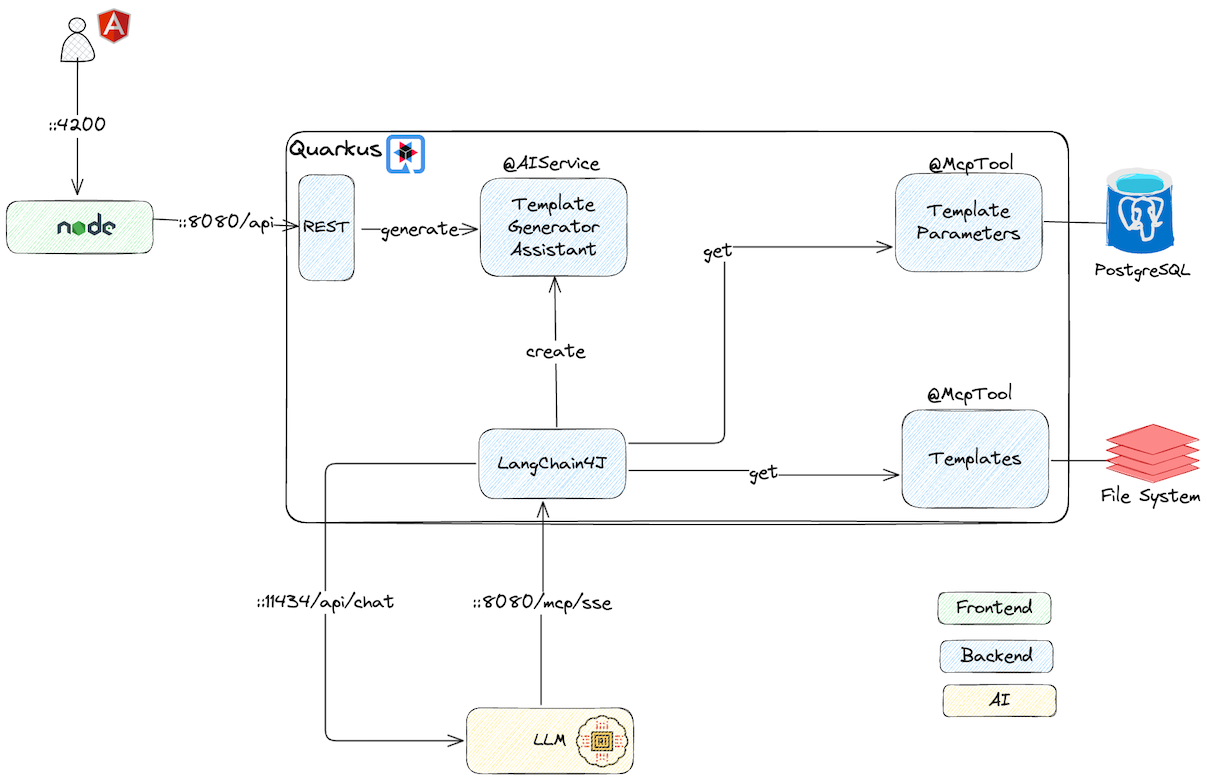 A
::4200
node
::8080/api
Quarkus
REST
generate
@AIService
Template
Generator
Assistant
create
LangChain4J
get
@McpTool
Template
Parameters
PostgreSQL
get
@McpTool
Templates
File System
::11434/api/chat
::8080/mcp/sse
LLM
AI
Frontend
Backend
AI